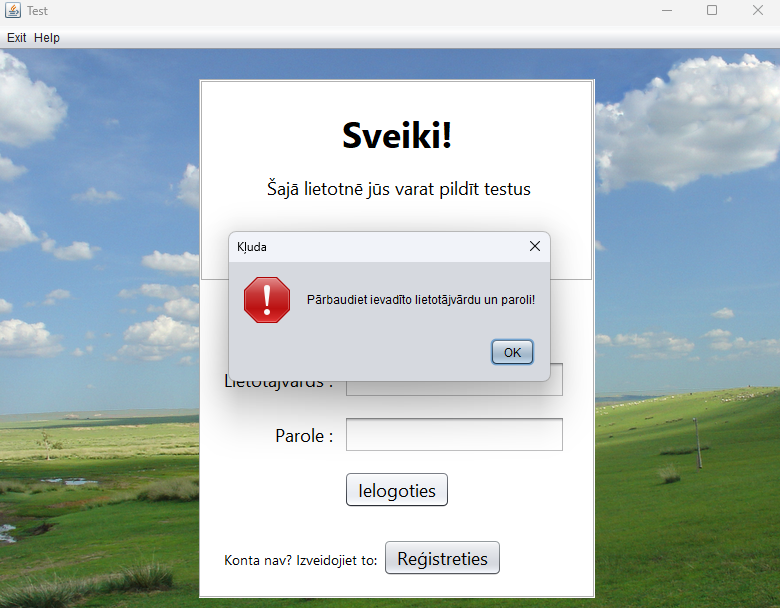 Test
Exit Help
Sveiki!
Šajā lietotnē jūs varat pildīt testus
Kļuda
Pārbaudiet ievadīto lietotājvārdu un paroli!
OK
Lietotājvārds :
Parole :
Ielogoties
Konta nav? Izveidojiet to: Reģistreties